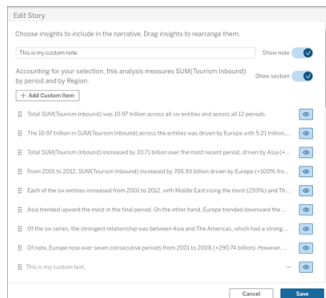 Edit Story
Choose insights to include in the narrative. Drag insights to rearrange them.
This is my custom note.
Show note
Accounting for your selection, this analysis measures SUM(Tourism Inbound)
by period and by Region.
Show section
+ Add Custom Item
Total SUM(Tourism Inbound) was 10.97 trillion across all six entities and across all 12 periods.
The 10.97 trillion in SUM(Tourism Inbound) across the entities was driven by Europe with 5.21 trillion...
Total SUM(Tourism Inbound) increased by 33.71 billion over the most recent period, driven by Asia (+...
From 2001 to 2012, SUM(Tourism Inbound) increased by 705.93 billion driven by Europe (+100% fro...
Each of the six entities increased from 2001 to 2012, with Middle East rising the most (293%) and Th...
Asia trended upward the most in the final period. On the other hand, Europe trended downward the ...
Of the six series, the strongest relationship was between Asia and The Americas, which had a strong...
Of note, Europe rose over seven consecutive periods from 2001 to 2008 (+290.74 billion). However, ...
This is my custom text.
...
Cancel
Save